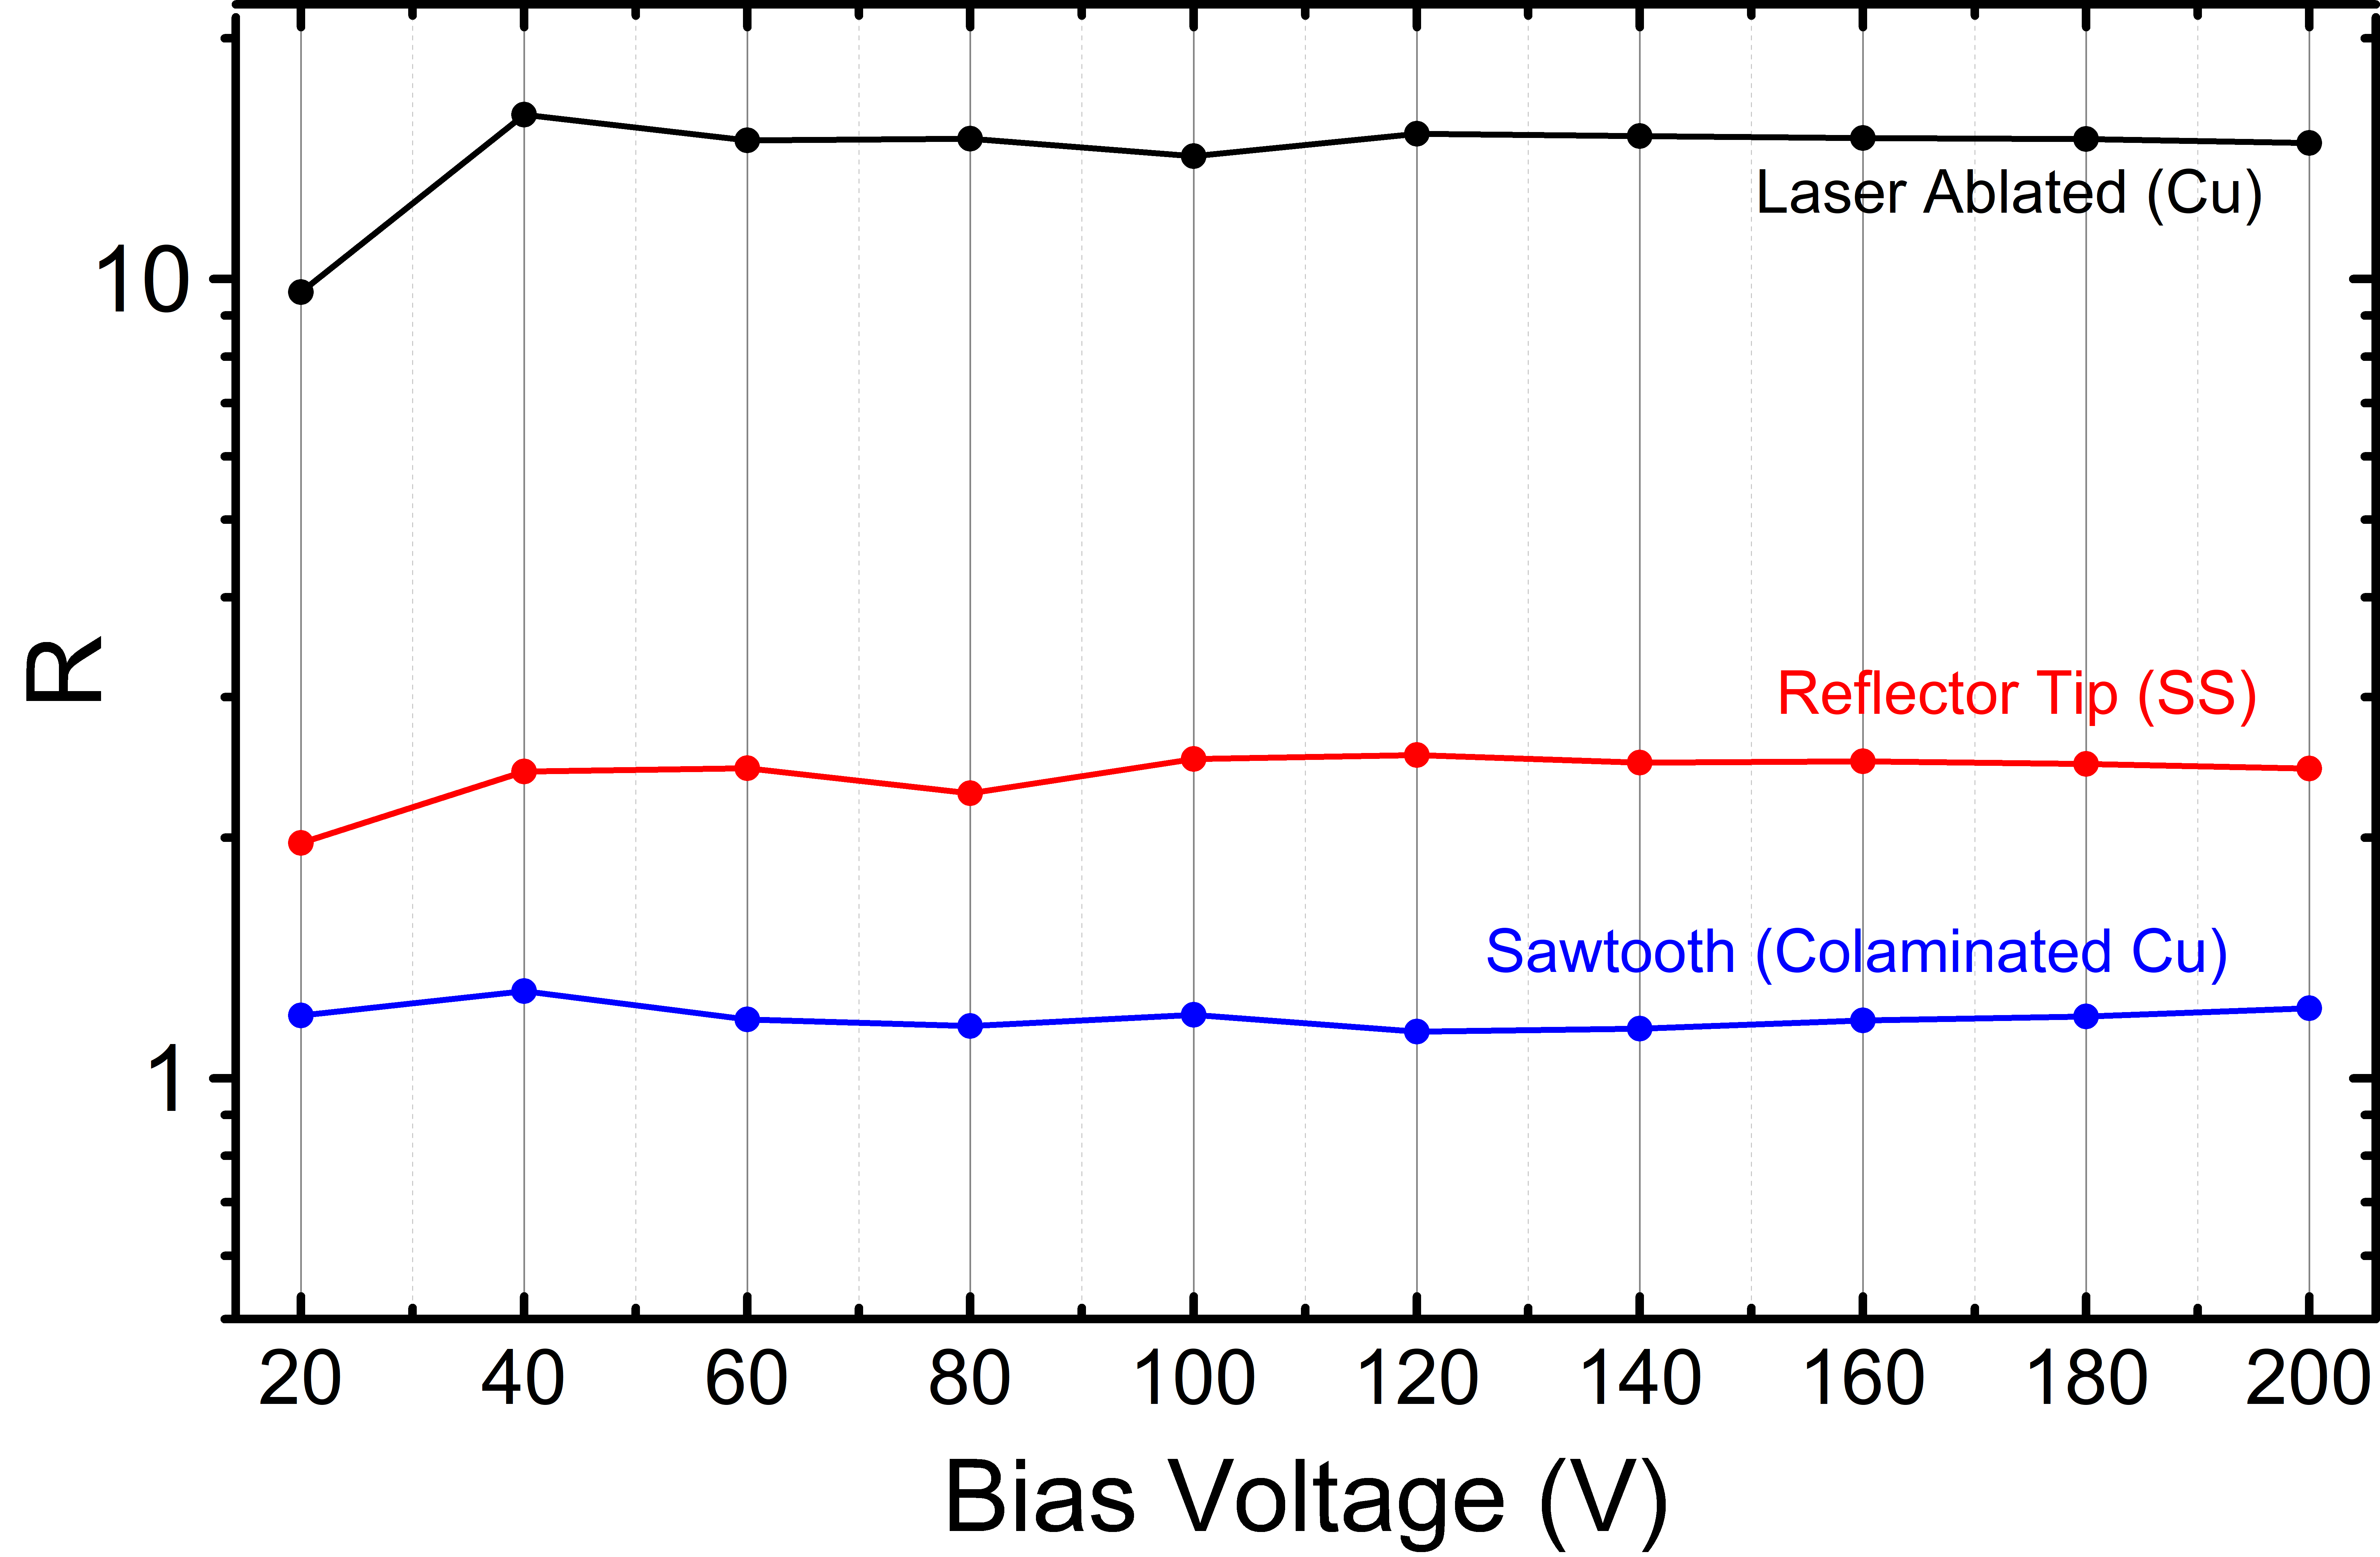 10
Laser Ablated (Cu)
R
Reflector Tip (SS)
Sawtooth (Colaminated Cu)
1
20 40 60 80 100 120 140 160 180 200
Bias Voltage (V)